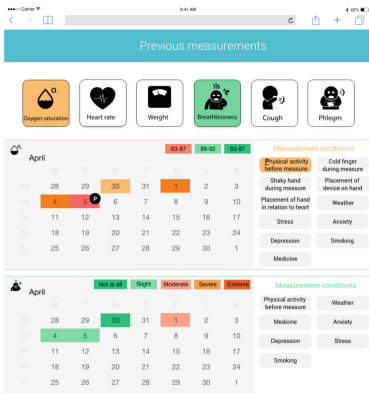 Carrier
9:41 AM
42%
Previous measurements
O₂
Oxygen saturation
Heart rate
Weight
Breathlessness
Cough
Phlegm
83-87 88-92 93-97
Measurement conditions
April
M T O T F L S
13 28 29 30 31 1 2 3
14 4 5 P 6 7 8 9 10
15 11 12 13 14 15 16 17
16 18 19 20 21 22 23 24
17 25 26 27 28 29 30 1
Physical activity before measure
Cold finger during measure
Shaky hand during measure
Placement of device on hand
Placement of hand in relation to heart
Weather
Stress
Anxiety
Depression
Smoking
Medicine
Not at all Slight Moderate Severe Extreme
Measurement conditions
April
M T O T F L S
13 28 29 30 31 1 2 3
14 4 5 6 7 8 9 10
15 11 12 13 14 15 16 17
16 18 19 20 21 22 23 24
17 25 26 27 28 29 30 1
Physical activity before measure
Weather
Medicine
Anxiety
Depression
Stress
Smoking